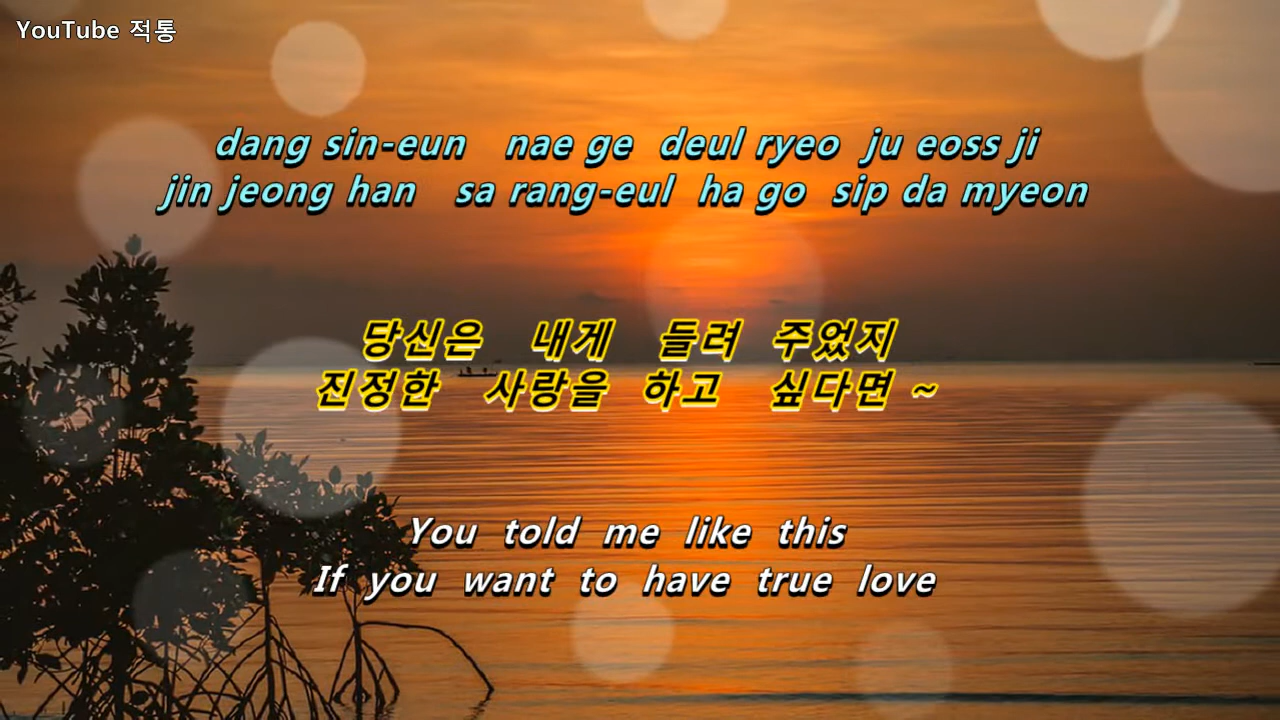 YouTube 적통
dang sin-eun nae ge deul ryeo ju eoss ji
jin jeong han sa rang-eul ha go sip da myeon
당신은 내게 들려 주었지
진정한 사랑을 하고 싶다면 ~
You told me like this
If you want to have true love